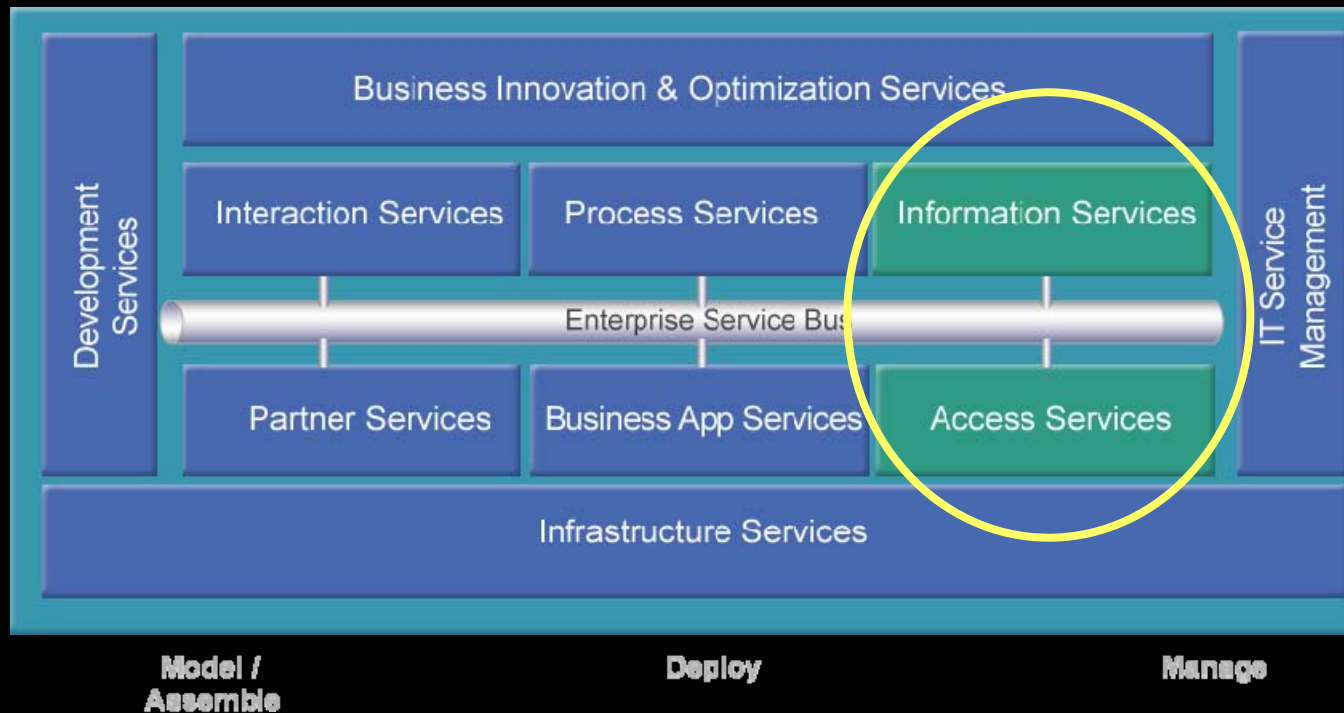 Business Innovation & Optimization Services
Development
Services
Interaction Services
Process Services
Information Services
IT Service
Management
Enterprise Service Bus
Partner Services
Business App Services
Access Services
Infrastructure Services
Model /
Assemble
Deploy
Manage